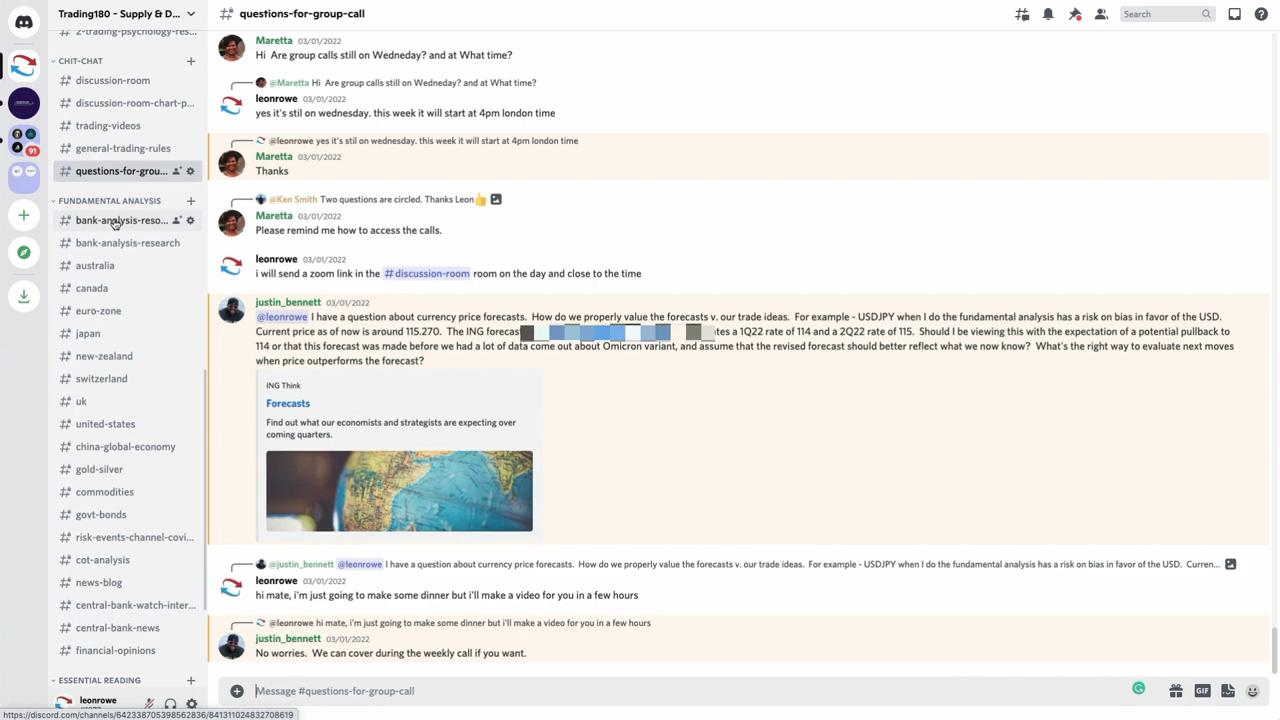 Trading180 - Supply & D...
2-trading-psychology-res...
CHIT-CHAT
discussion-room
discussion-room-chart-p...
trading-videos
general-trading-rules
questions-for-grou...
FUNDAMENTAL ANALYSIS
bank-analysis-reso...
bank-analysis-research
australia
canada
euro-zone
japan
new-zealand
switzerland
uk
united-states
china-global-economy
gold-silver
commodities
govt-bonds
risk-events-channel-covi...
cot-analysis
news-blog
central-bank-watch-inter...
central-bank-news
financial-opinions
ESSENTIAL READING
leonrowe
91
https://discord.com/channels/642338705398562836/841311024832708619
questions-for-group-call
Search
Maretta 03/01/2022
Hi Are group calls still on Wednesday? and at What time?
@Maretta Hi Are group calls still on Wednesday? and at What time?
leonrowe 03/01/2022
yes it's stil on wednesday. this week it will start at 4pm london time
@leonrowe yes it's stil on wednesday. this week it will start at 4pm london time
Maretta 03/01/2022
Thanks
@Ken Smith Two questions are circled. Thanks Leon👍
Maretta 03/01/2022
Please remind me how to access the calls.
leonrowe 03/01/2022
i will send a zoom link in the #discussion-room room on the day and close to the time
justin_bennett 03/01/2022
@leonrowe I have a question about currency price forecasts. How do we properly value the forecasts v. our trade ideas. For example - USDJPY when I do the fundamental analysis has a risk on bias in favor of the USD.
Current price as of now is around 115.270. The ING forecas tes a 1Q22 rate of 114 and a 2Q22 rate of 115. Should I be viewing this with the expectation of a potential pullback to
114 or that this forecast was made before we had a lot of data come out about Omicron variant, and assume that the revised forecast should better reflect what we now know? What's the right way to evaluate next moves
when price outperforms the forecast?
ING Think
Forecasts
Find out what our economists and strategists are expecting over
coming quarters.
@justin_bennett @leonrowe I have a question about currency price forecasts. How do we properly value the forecasts v. our trade ideas. For example - USDJPY when I do the fundamental analysis has a risk on bias in favor of the USD. Curren...
leonrowe 03/01/2022
hi mate, i'm just going to make some dinner but i'll make a video for you in a few hours
@leonrowe hi mate, i'm just going to make some dinner but i'll make a video for you in a few hours
justin_bennett 03/01/2022
No worries. We can cover during the weekly call if you want.
Message #questions-for-group-call
GIF